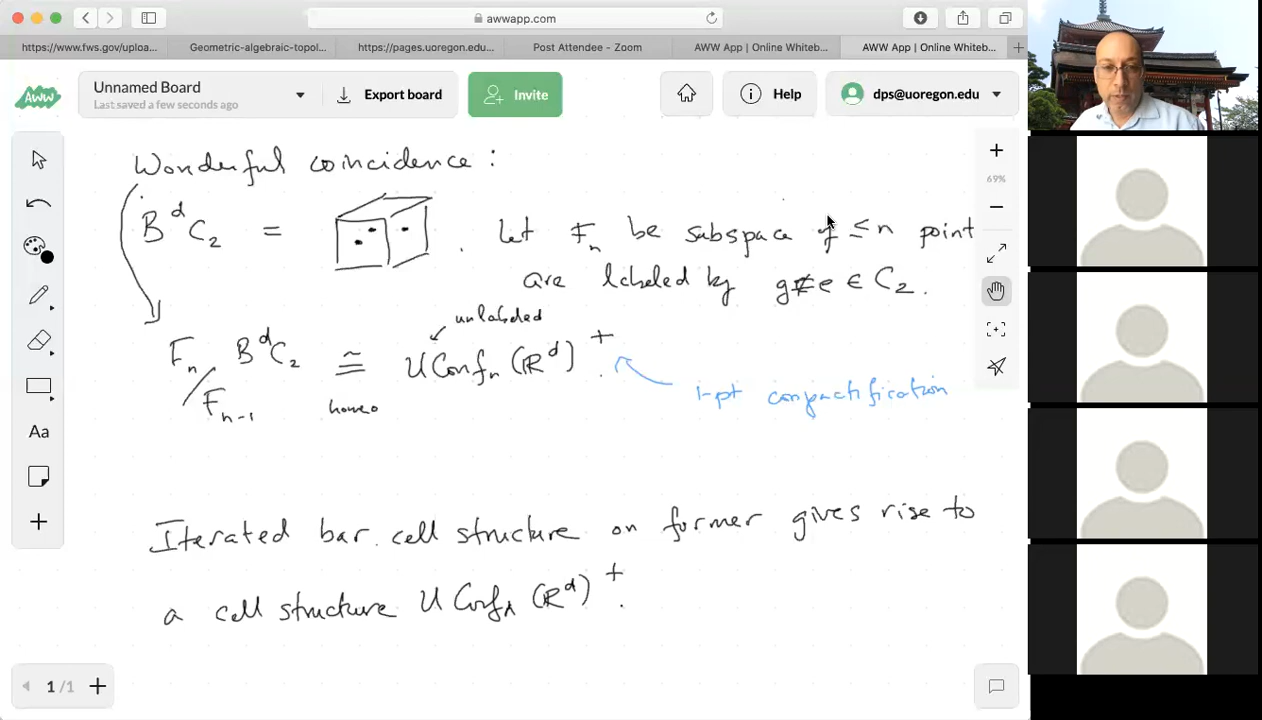 awwapp.com
https://www.fws.gov/uploa...
Geometric-algebraic-topol...
https://pages.uoregon.edu...
Post Attendee - Zoom
AWW App | Online Whiteb...
AWW App | Online Whiteb...
AWW
Unnamed Board
Last saved a few seconds ago
Export board
Invite
Help
dps@uoregon.edu
69%
Wonderful coincidence :
B^d C_2 = . Let F_n be subspace if ≤ n point
are labeled by g ≠ e ∈ C_2 .
unlabeled
F_n / F_{n-1} B^d C_2 ≅ UConf_n (ℝ^d)^+ .
homeo
1-pt compactification
Iterated bar cell structure on former gives rise to
a cell structure UConf_n (ℝ^d)^+ .
Aa
1 /1